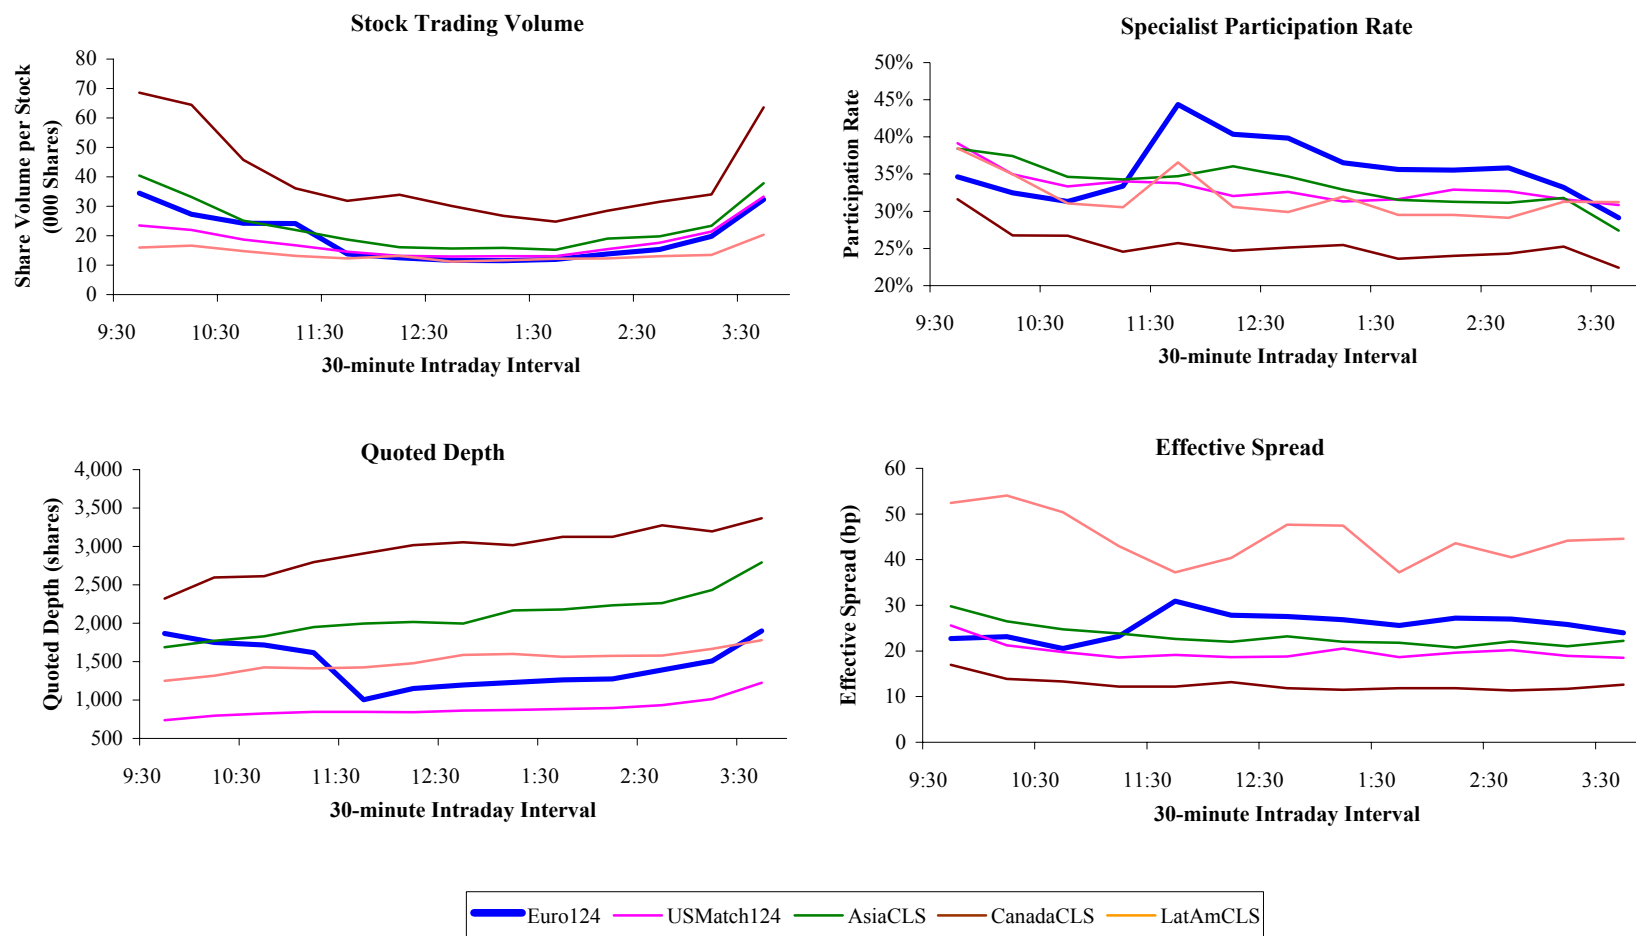 Stock Trading Volume
Share Volume per Stock
(000 Shares)
80
70
60
50
40
30
20
10
0
9:30 10:30 11:30 12:30 1:30 2:30 3:30
30-minute Intraday Interval
Specialist Participation Rate
Participation Rate
50%
45%
40%
35%
30%
25%
20%
9:30 10:30 11:30 12:30 1:30 2:30 3:30
30-minute Intraday Interval
Quoted Depth
Quoted Depth (shares)
4,000
3,500
3,000
2,500
2,000
1,500
1,000
500
9:30 10:30 11:30 12:30 1:30 2:30 3:30
30-minute Intraday Interval
Effective Spread
Effective Spread (bp)
60
50
40
30
20
10
0
9:30 10:30 11:30 12:30 1:30 2:30 3:30
30-minute Intraday Interval
Euro124 USMatch124 AsiaCLS CanadaCLS LatAmCLS